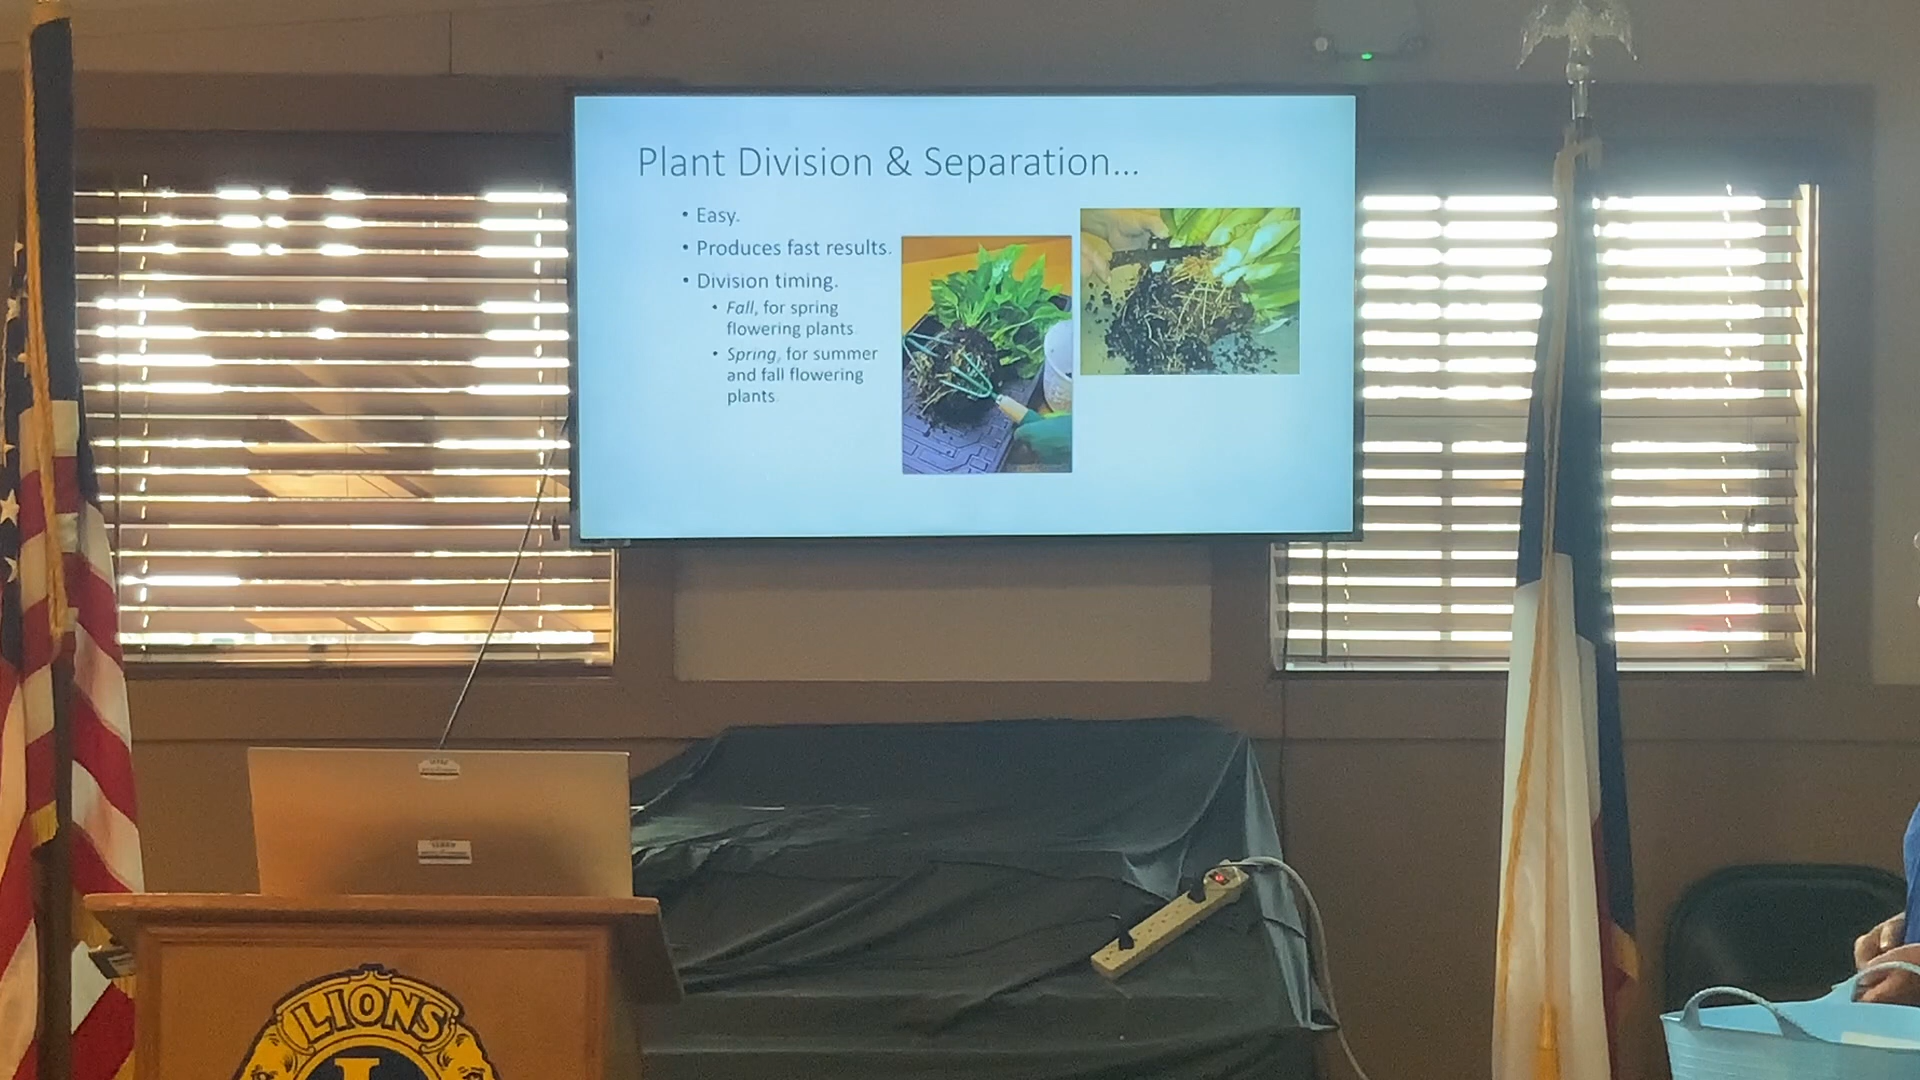 Plant Division & Separation...
• Easy.
• Produces fast results.
• Division timing.
• Fall, for spring
flowering plants
• Spring, for summer
and fall flowering
plants
LIONS
L